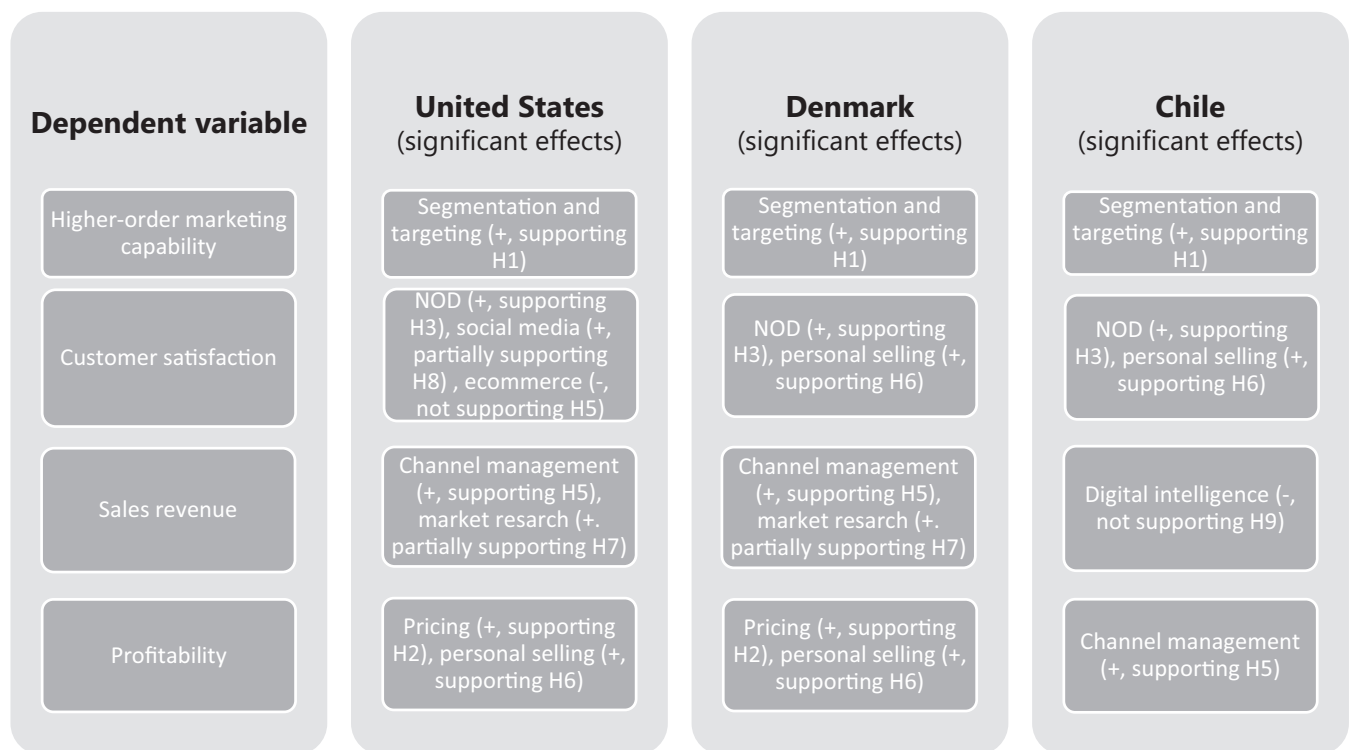 Dependent variable
Higher-order marketing
capability
Customer satisfaction
Sales revenue
Profitability
United States
(significant effects)
Segmentation and
targeting (+, supporting
H1)
NOD (+, supporting
H3), social media (+,
partially supporting
H8) , ecommerce (-,
not supporting H5)
Channel management
(+, supporting H5),
market resarch (+.
partially supporting H7)
Pricing (+, supporting
H2), personal selling (+,
supporting H6)
Denmark
(significant effects)
Segmentation and
targeting (+, supporting
H1)
NOD (+, supporting
H3), personal selling (+,
supporting H6)
Channel management
(+, supporting H5),
market resarch (+.
partially supporting H7)
Pricing (+, supporting
H2), personal selling (+,
supporting H6)
Chile
(significant effects)
Segmentation and
targeting (+, supporting
H1)
NOD (+, supporting
H3), personal selling (+,
supporting H6)
Digital intelligence (-,
not supporting H9)
Channel management
(+, supporting H5)